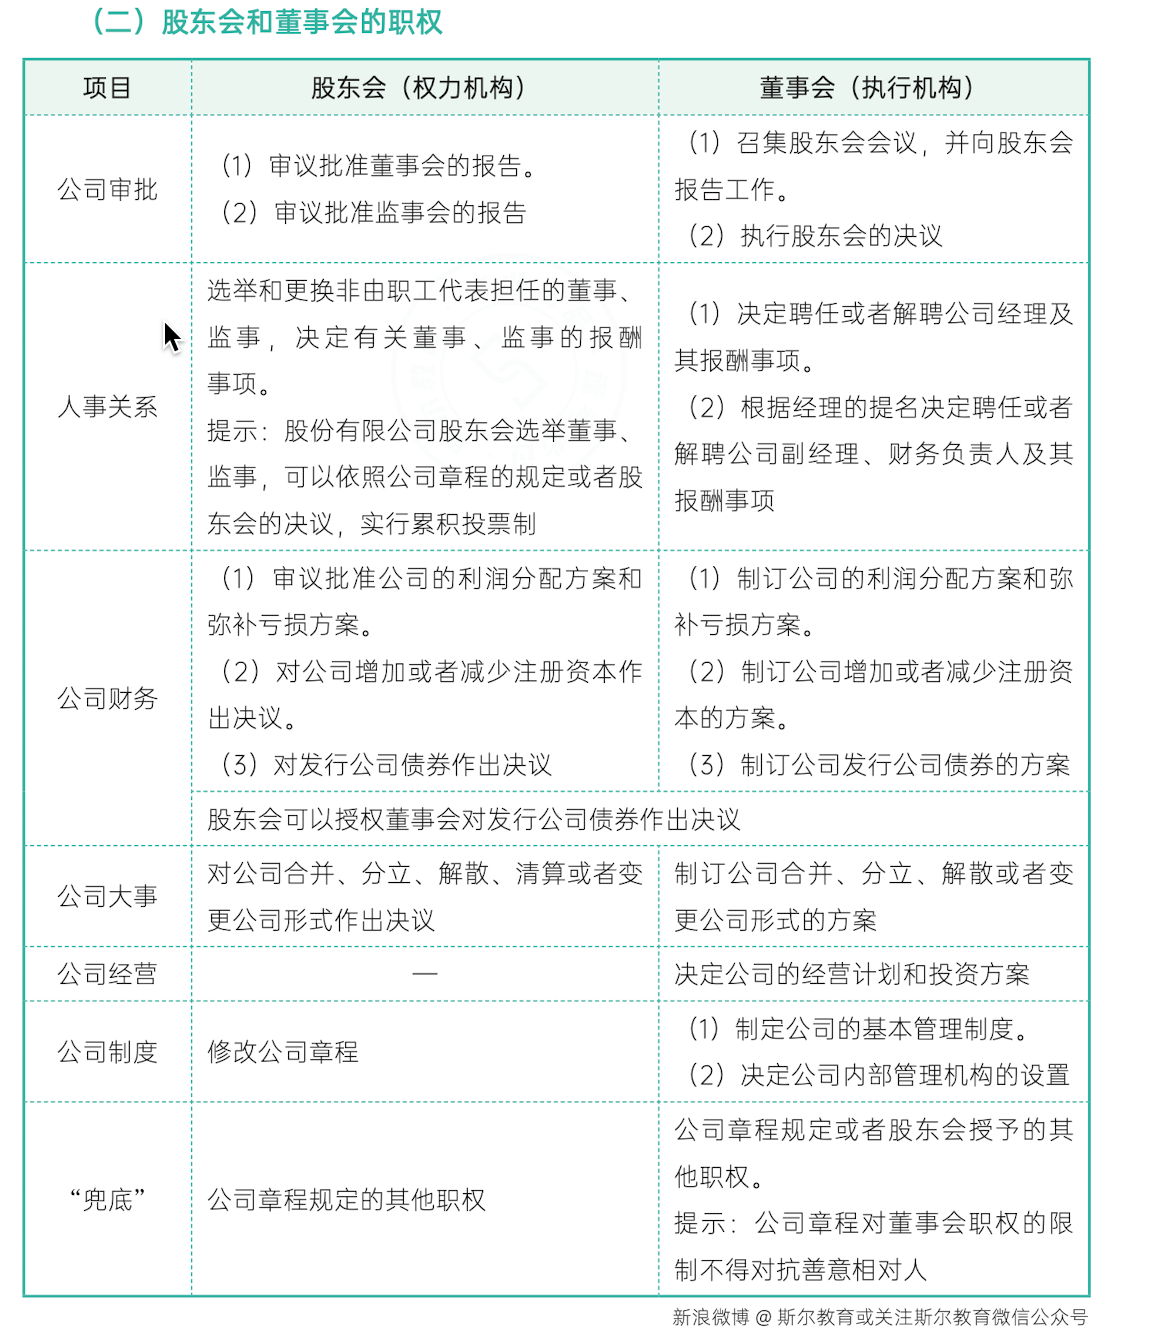 （二）股东会和董事会的职权
项目
股东会（权力机构）
董事会（执行机构）
公司审批
（1）审议批准董事会的报告。
（2）审议批准监事会的报告
（1）召集股东会会议，并向股东会
报告工作。
（2）执行股东会的决议
人事关系
选举和更换非由职工代表担任的董事、
监事，决定有关董事、监事的报酬
事项。
提示：股份有限公司股东会选举董事、
监事，可以依照公司章程的规定或者股
东会的决议，实行累积投票制
（1）决定聘任或者解聘公司经理及
其报酬事项。
（2）根据经理的提名决定聘任或者
解聘公司副经理、财务负责人及其
报酬事项
公司财务
（1）审议批准公司的利润分配方案和
弥补亏损方案。
（2）对公司增加或者减少注册资本作
出决议。
（3）对发行公司债券作出决议
（1）制订公司的利润分配方案和弥
补亏损方案。
（2）制订公司增加或者减少注册资
本的方案。
（3）制订公司发行公司债券的方案
股东会可以授权董事会对发行公司债券作出决议
公司大事
对公司合并、分立、解散、清算或者变
更公司形式作出决议
制订公司合并、分立、解散或者变
更公司形式的方案
公司经营
—
决定公司的经营计划和投资方案
公司制度
修改公司章程
（1）制定公司的基本管理制度。
（2）决定公司内部管理机构的设置
“兜底”
公司章程规定的其他职权
公司章程规定或者股东会授予的其
他职权。
提示：公司章程对董事会职权的限
制不得对抗善意相对人
新浪微博 @ 斯尔教育或关注斯尔教育微信公众号